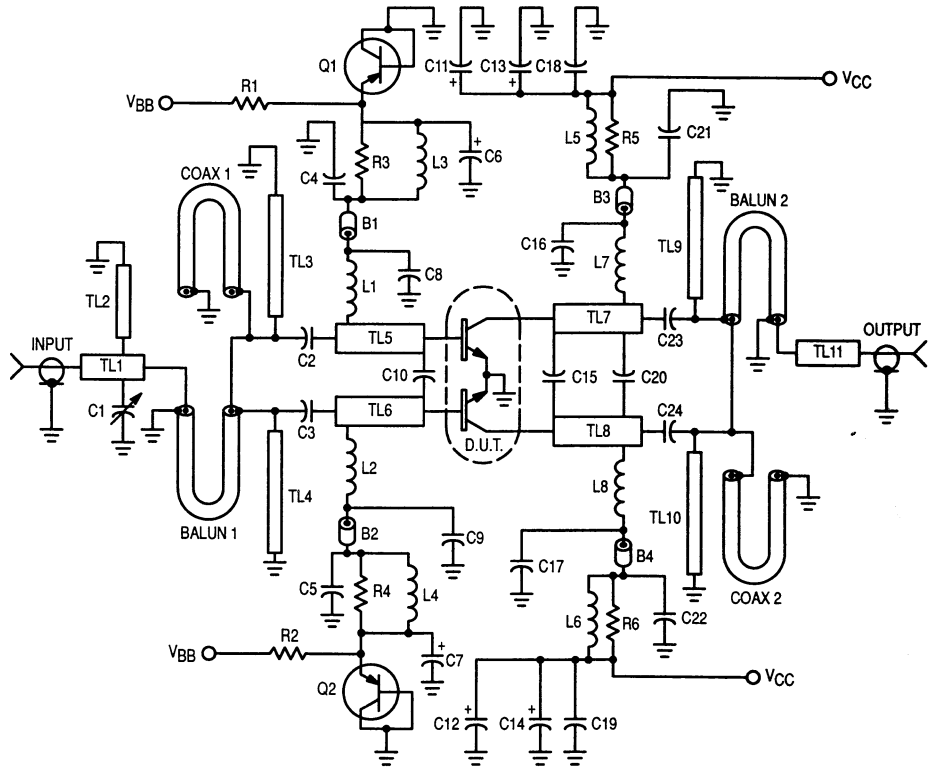 Q1
C11
+
C13
+
C18
VCC
VBB
R1
C4
R3
L3
+
C6
L5
R5
C21
COAX 1
B1
B3
BALUN 2
TL3
C8
C16
L7
TL9
TL2
L1
INPUT
TL1
C2
TL5
TL7
C23
OUTPUT
TL11
C1
C10
C15
C20
C3
TL6
TL8
C24
D.U.T.
L2
L8
TL4
TL10
BALUN 1
B2
C9
C17
B4
C5
R4
L4
COAX 2
L6
R6
C22
VBB
R2
+
C7
Q2
VCC
+
C12
+
C14
C19